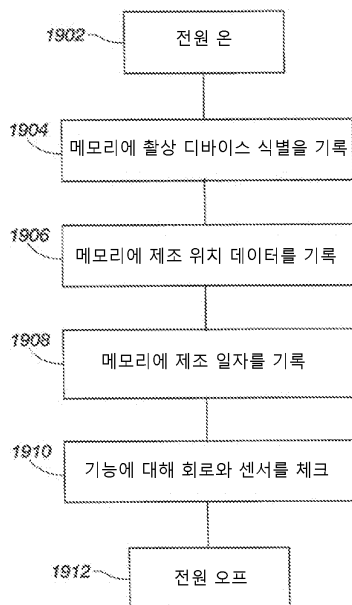 1902
전원 온
1904
메모리에 촬상 디바이스 식별을 기록
1906
메모리에 제조 위치 데이터를 기록
1908
메모리에 제조 일자를 기록
1910
기능에 대해 회로와 센서를 체크
1912
전원 오프